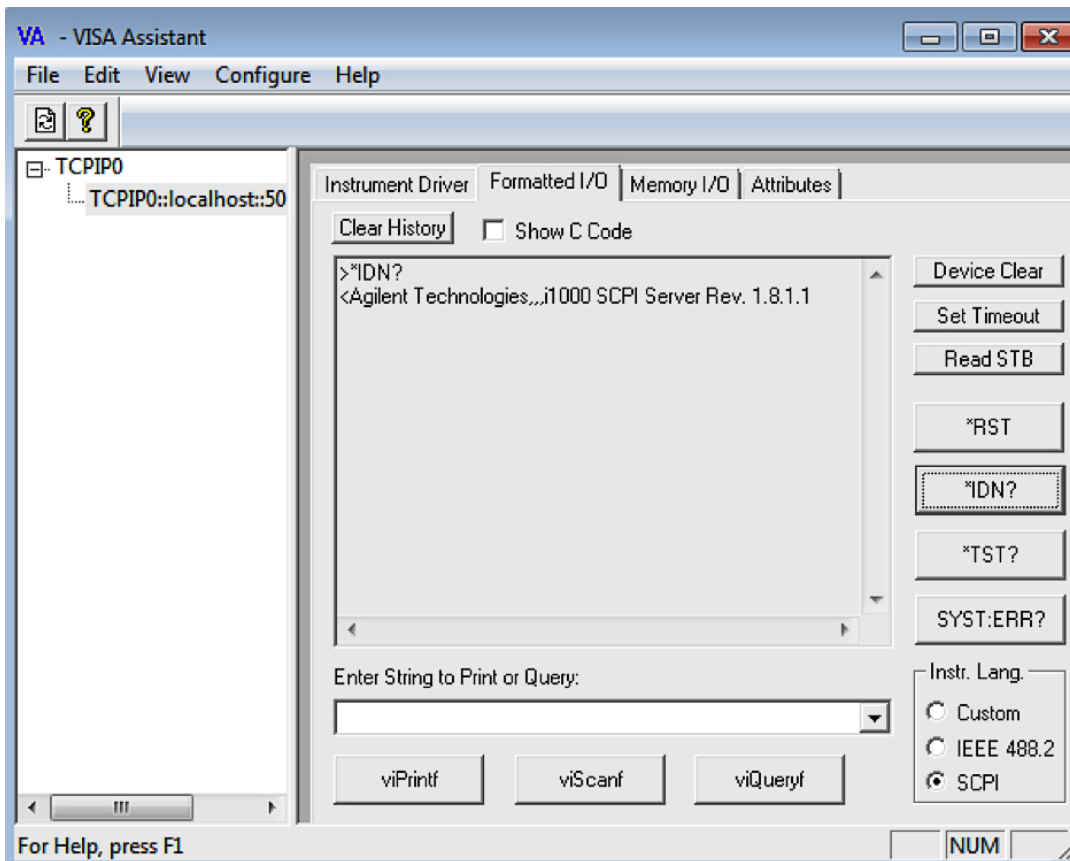 VA - VISA Assistant
File Edit View Configure Help
TCPIP0
TCPIP0::localhost::50
Instrument Driver Formatted I/O Memory I/O Attributes
Clear History Show C Code
>*IDN?
<Agilent Technologies,,,i1000 SCPI Server Rev. 1.8.1.1
Device Clear
Set Timeout
Read STB
*RST
*IDN?
*TST?
SYST:ERR?
Enter String to Print or Query:
viPrintf viScanf viQueryf
Instr. Lang.
Custom
IEEE 488.2
SCPI
For Help, press F1
NUM